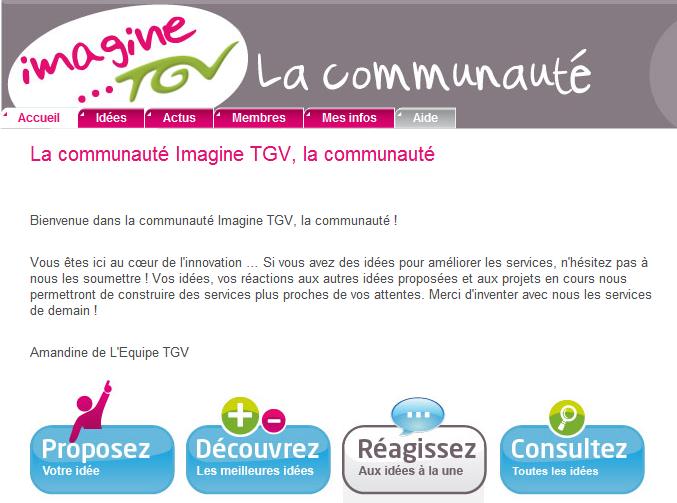 imagine
...TGV
La communauté
Accueil Idées Actus Membres Mes infos Aide
La communauté Imagine TGV, la communauté
Bienvenue dans la communauté Imagine TGV, la communauté !
Vous êtes ici au cœur de l'innovation ... Si vous avez des idées pour améliorer les services, n'hésitez pas à
nous les soumettre ! Vos idées, vos réactions aux autres idées proposées et aux projets en cours nous
permettront de construire des services plus proches de vos attentes. Merci d'inventer avec nous les services
de demain !
Amandine de L'Equipe TGV
Proposez
Votre idée
Découvrez
Les meilleures idées
Réagissez
Aux idées à la une
Consultez
Toutes les idées